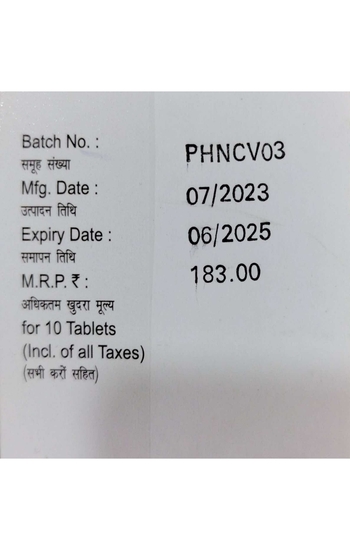 Batch No. : PHNCV03
समूह संख्या
Mfg. Date : 07/2023
उत्पादन तिथि
Expiry Date : 06/2025
समापन तिथि
M.R.P. ₹ : 183.00
अधिकतम खुदरा मूल्य
for 10 Tablets
(Incl. of all Taxes)
(सभी करों सहित)